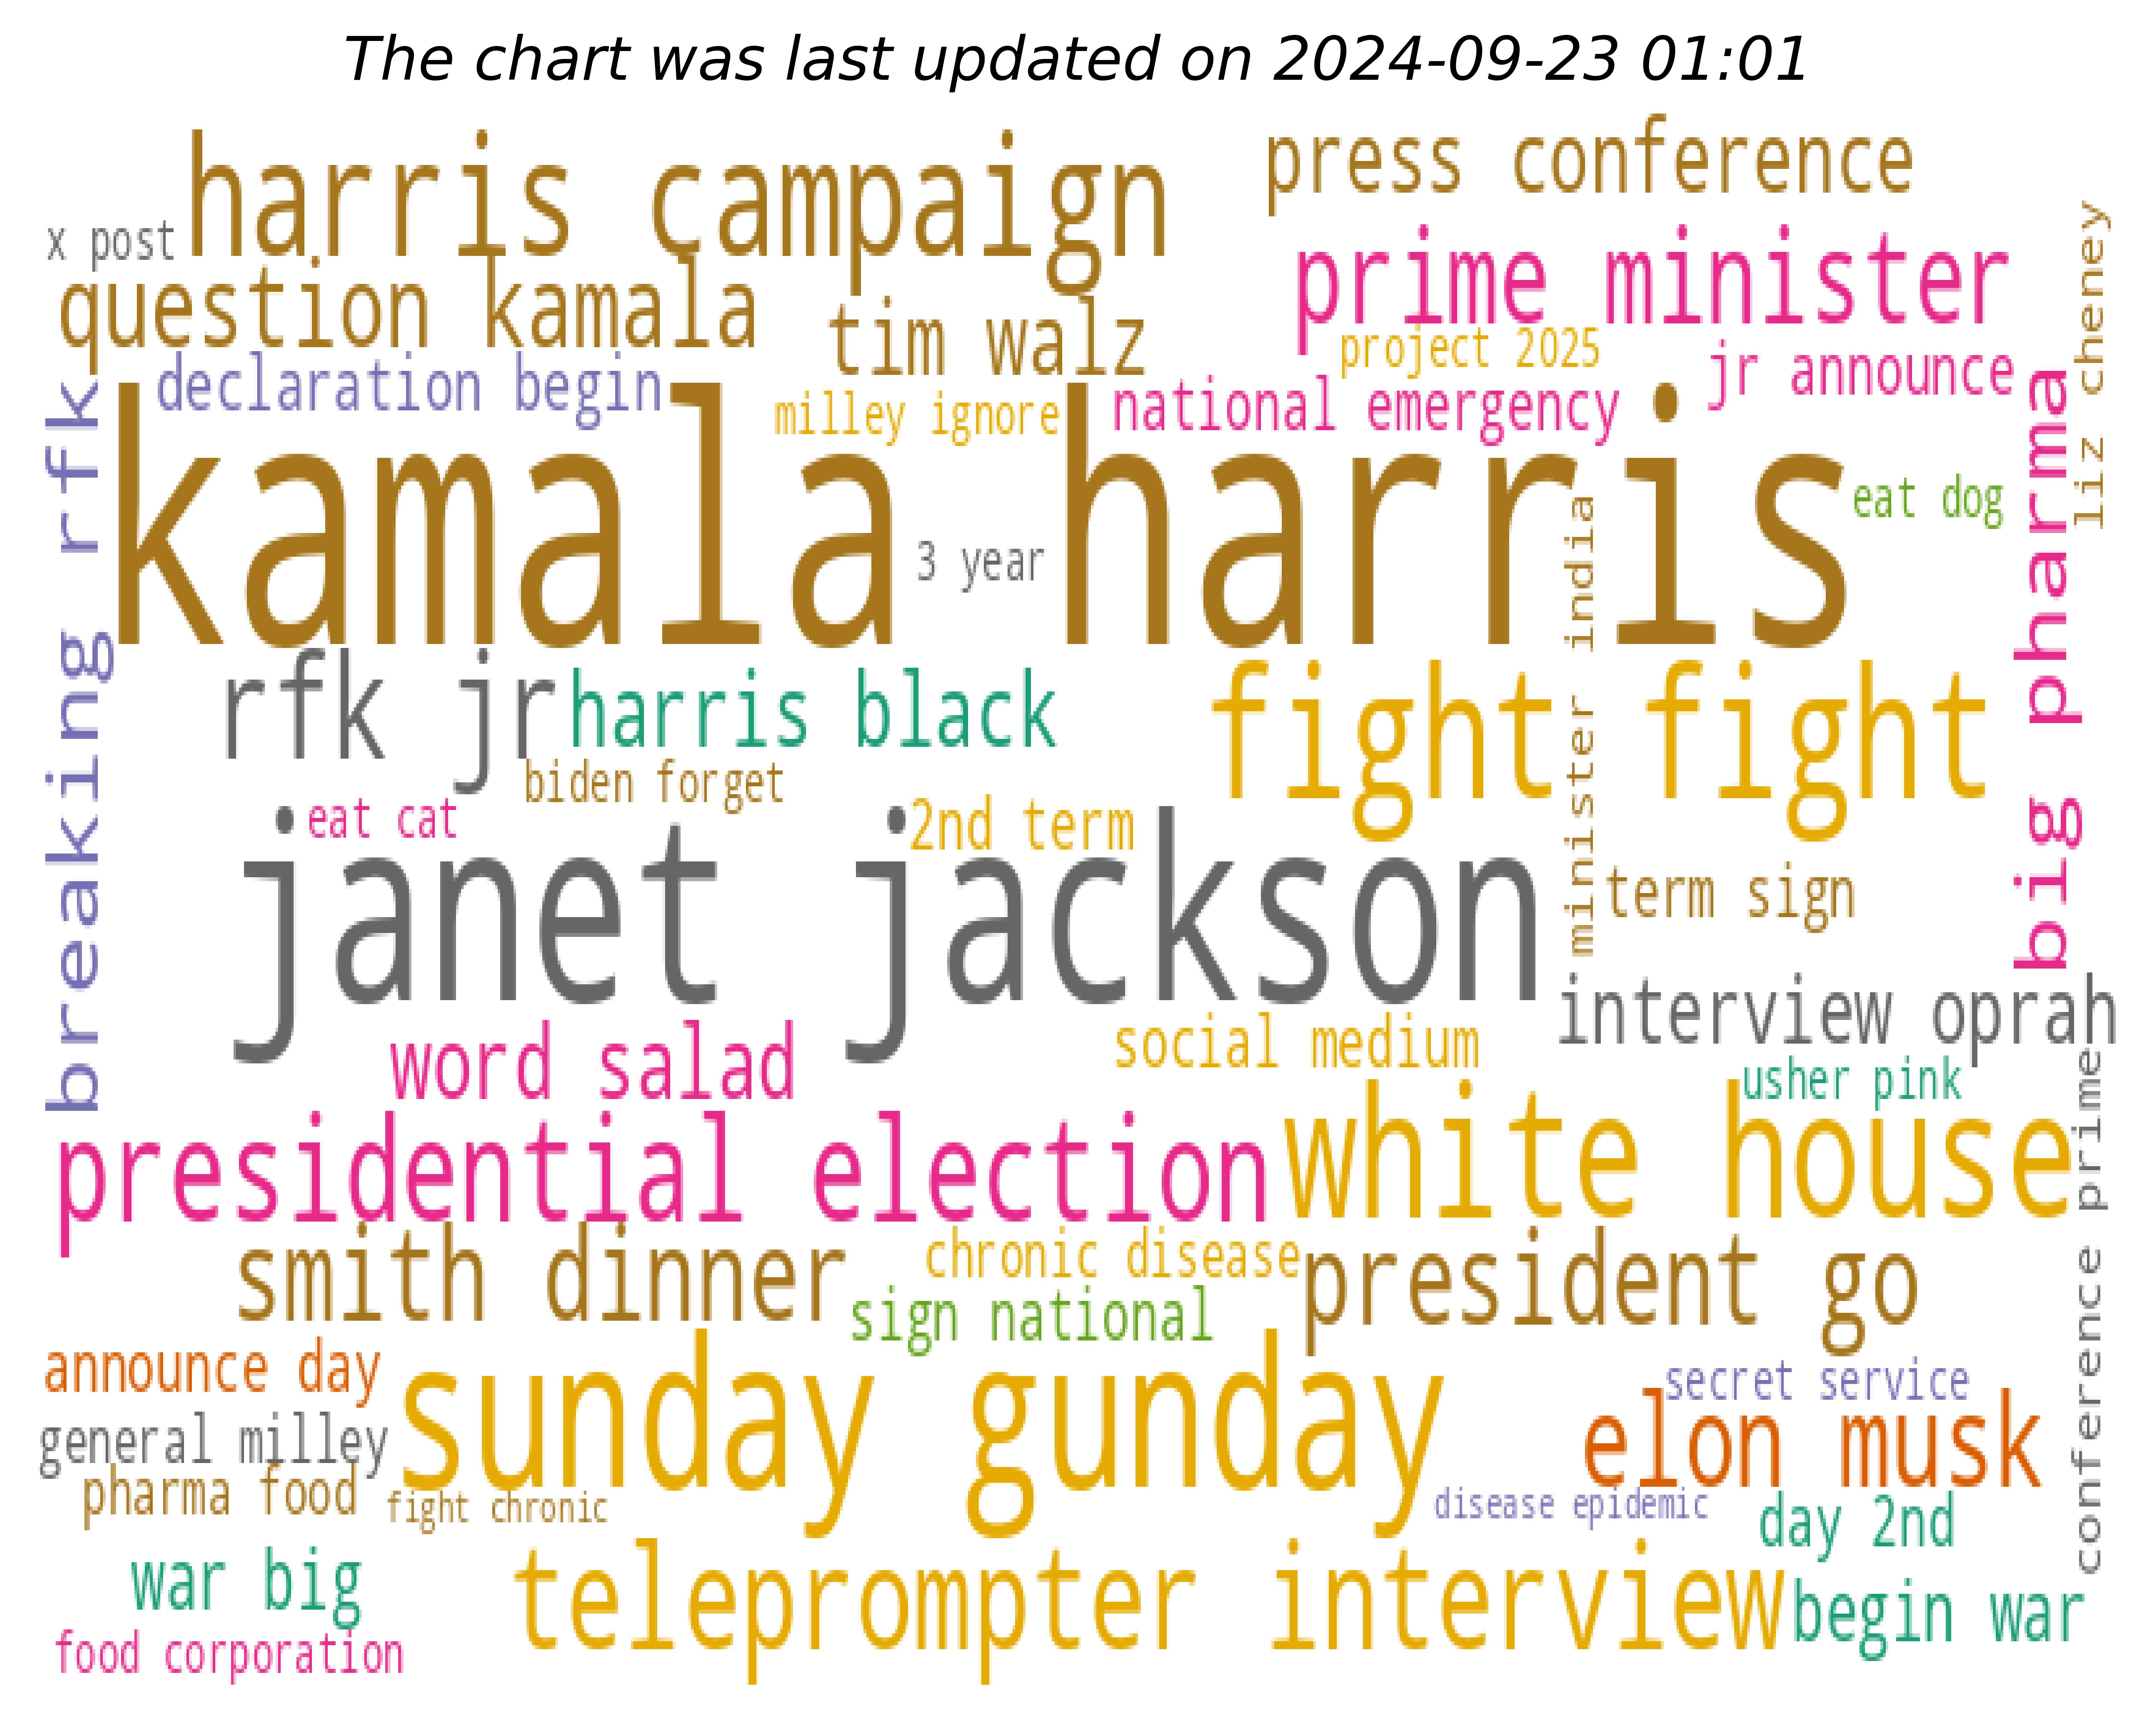 The chart was last updated on 2024-09-23 01:01
harris campaign
press conference
x post
prime minister
liz cheney
question kamala
tim walz
project 2025
jr announce
declaration begin
milley ignore
national emergency
breaking rfk
kamala harris
big pharma
eat dog
3 year
minister india
rfk jr
harris black
fight fight
biden forget
eat cat
2nd term
janet jackson
term sign
interview oprah
word salad
social medium
usher pink
presidential election
white house
conference prime
smith dinner
chronic disease
president go
sign national
announce day
sunday gunday
secret service
general milley
elon musk
pharma food
fight chronic
disease epidemic
day 2nd
war big
teleprompter interview
begin war
food corporation